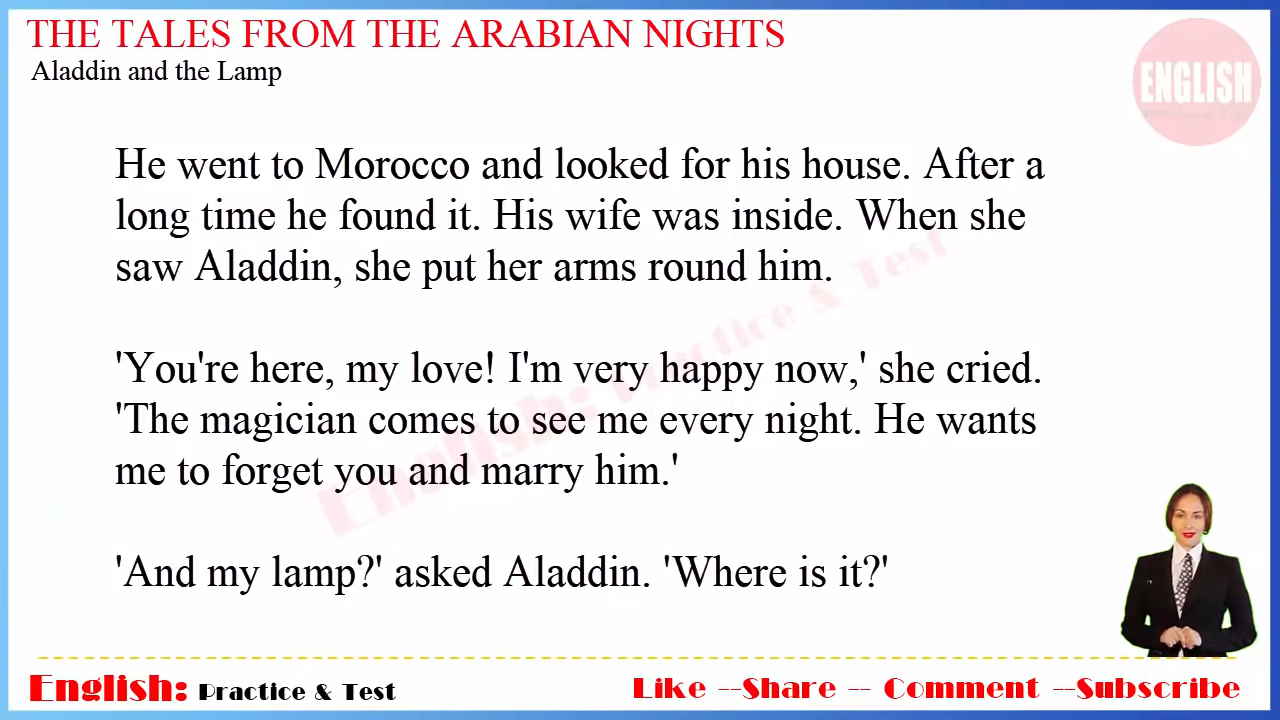 THE TALES FROM THE ARABIAN NIGHTS
Aladdin and the Lamp
ENGLISH
He went to Morocco and looked for his house. After a
long time he found it. His wife was inside. When she
saw Aladdin, she put her arms round him.
'You're here, my love! I'm very happy now,' she cried.
'The magician comes to see me every night. He wants
me to forget you and marry him.'
'And my lamp?' asked Aladdin. 'Where is it?'
English: Practice & Test
English: Practice & Test
Like --Share -- Comment --Subscribe